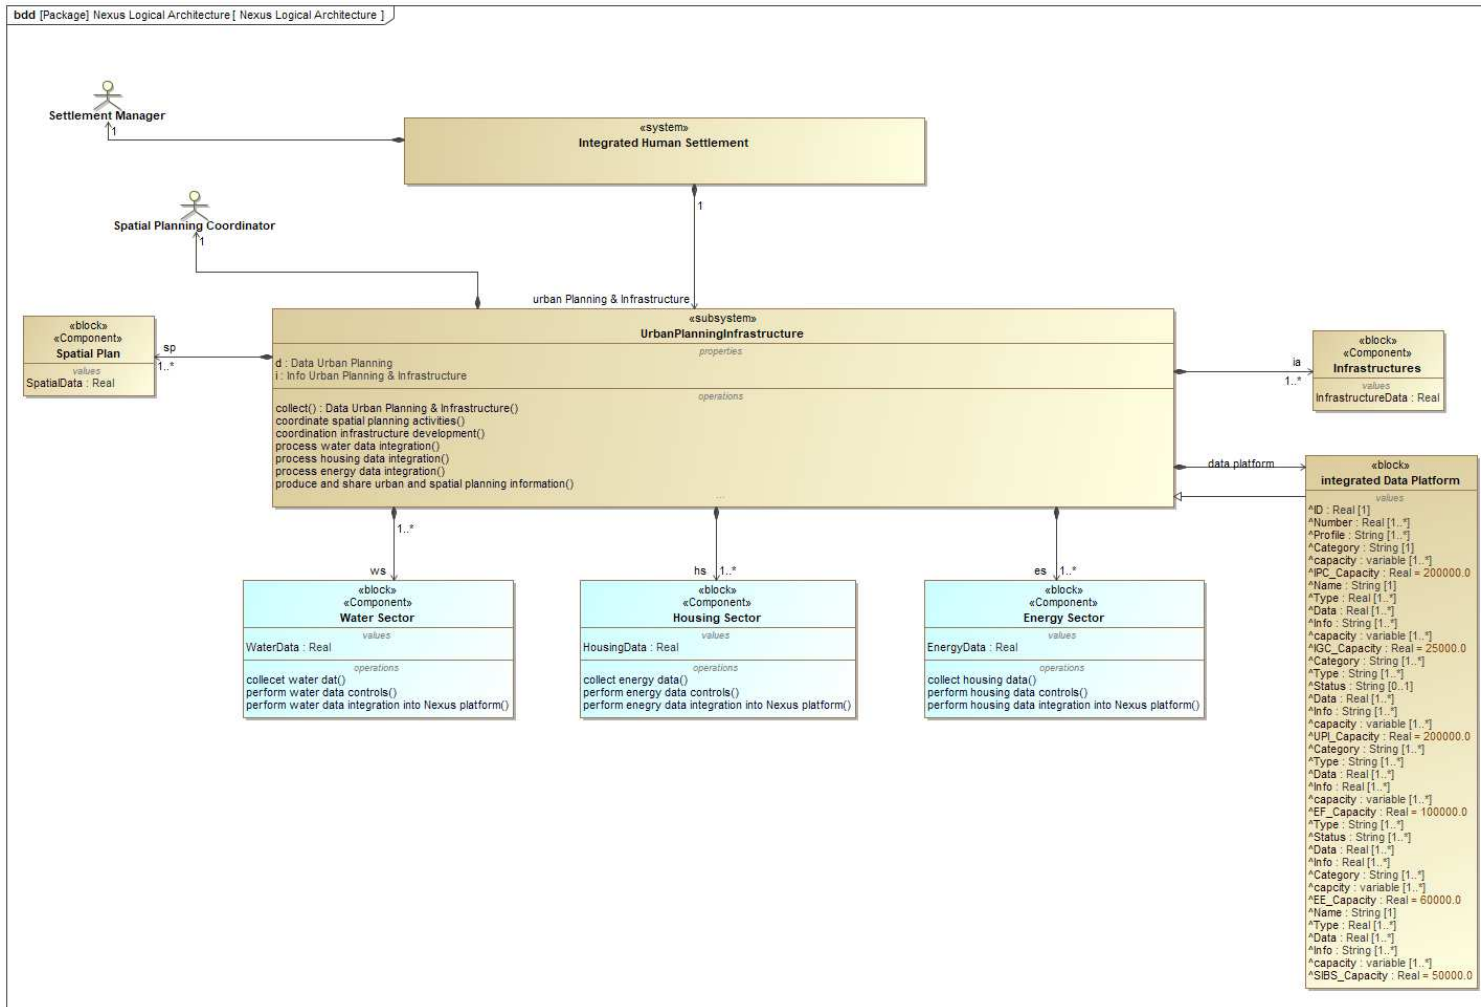 bdd [Package] Nexus Logical Architecture [ Nexus Logical Architecture ]
Settlement Manager
1
«system»
Integrated Human Settlement
1
Spatial Planning Coordinator
1
urban Planning & Infrastructure
«block»
«Component»
Spatial Plan
values
SpatialData : Real
sp
1..*
«subsystem»
UrbanPlanningInfrastructure
properties
d : Data Urban Planning
i : Info Urban Planning & Infrastructure
operations
collect() : Data Urban Planning & Infrastructure()
coordinate spatial planning activities()
coordination infrastructure development()
process water data integration()
process housing data integration()
process energy data integration()
produce and share urban and spatial planning information()
...
ia
1..*
«block»
«Component»
Infrastructures
values
InfrastructureData : Real
data platform
«block»
integrated Data Platform
values
^ID : Real [1]
^Number : Real [1..*]
^Profile : String [1..*]
^Category : String [1]
^capacity : variable [1..*]
^IPC_Capacity : Real = 200000.0
^Name : String [1]
^Type : Real [1..*]
^Data : Real [1..*]
^Info : String [1..*]
^capacity : variable [1..*]
^IGC_Capacity : Real = 25000.0
^Category : String [1..*]
^Type : String [1..*]
^Status : String [0..1]
^Data : Real [1..*]
^Info : String [1..*]
^capacity : variable [1..*]
^UPI_Capacity : Real = 200000.0
^Category : String [1..*]
^Type : String [1..*]
^Data : Real [1..*]
^Info : Real [1..*]
^capacity : variable [1..*]
^EF_Capacity : Real = 100000.0
^Type : String [1..*]
^Status : String [1..*]
^Data : Real [1..*]
^Info : Real [1..*]
^Category : String [1..*]
^capcity : variable [1..*]
^EE_Capacity : Real = 60000.0
^Name : String [1]
^Type : Real [1..*]
^Data : Real [1..*]
^Info : String [1..*]
^capacity : variable [1..*]
^SIBS_Capacity : Real = 50000.0
1..*
ws
«block»
«Component»
Water Sector
values
WaterData : Real
operations
collecet water dat()
perform water data controls()
perform water data integration into Nexus platform()
hs
1..*
«block»
«Component»
Housing Sector
values
HousingData : Real
operations
collect energy data()
perform energy data controls()
perform enegry data integration into Nexus platform()
es
1..*
«block»
«Component»
Energy Sector
values
EnergyData : Real
operations
collect housing data()
perform housing data controls()
perform housing data integration into Nexus platform()